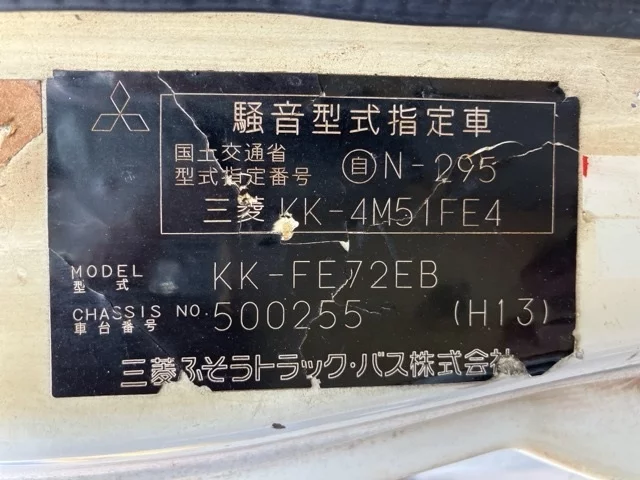 騒音型式指定車
国土交通省
型式指定番号 自N-295
三菱 KK-4M51FE4
MODEL
型式 KK-FE72EB
CHASSIS NO.
車台番号 500255 (H13)
三菱ふそうトラック・バス株式会社